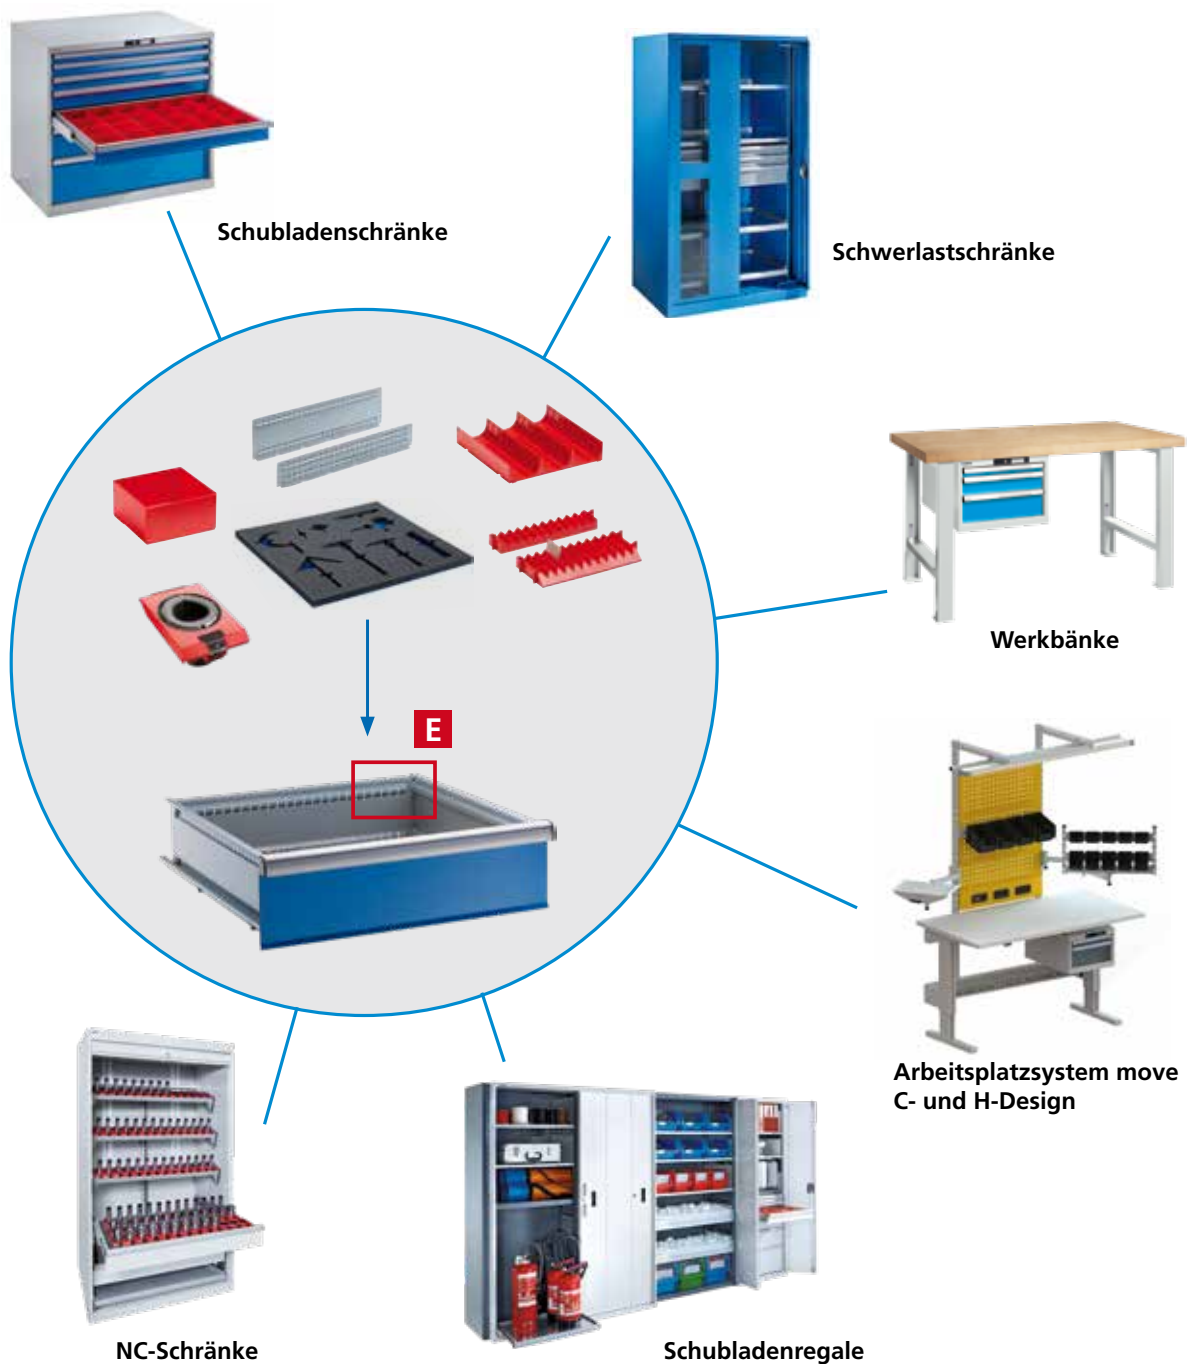 Schubladenschränke
Schwerlastschränke
Werkbänke
E
Arbeitsplatzsystem move
C- und H-Design
NC-Schränke
Schubladenregale